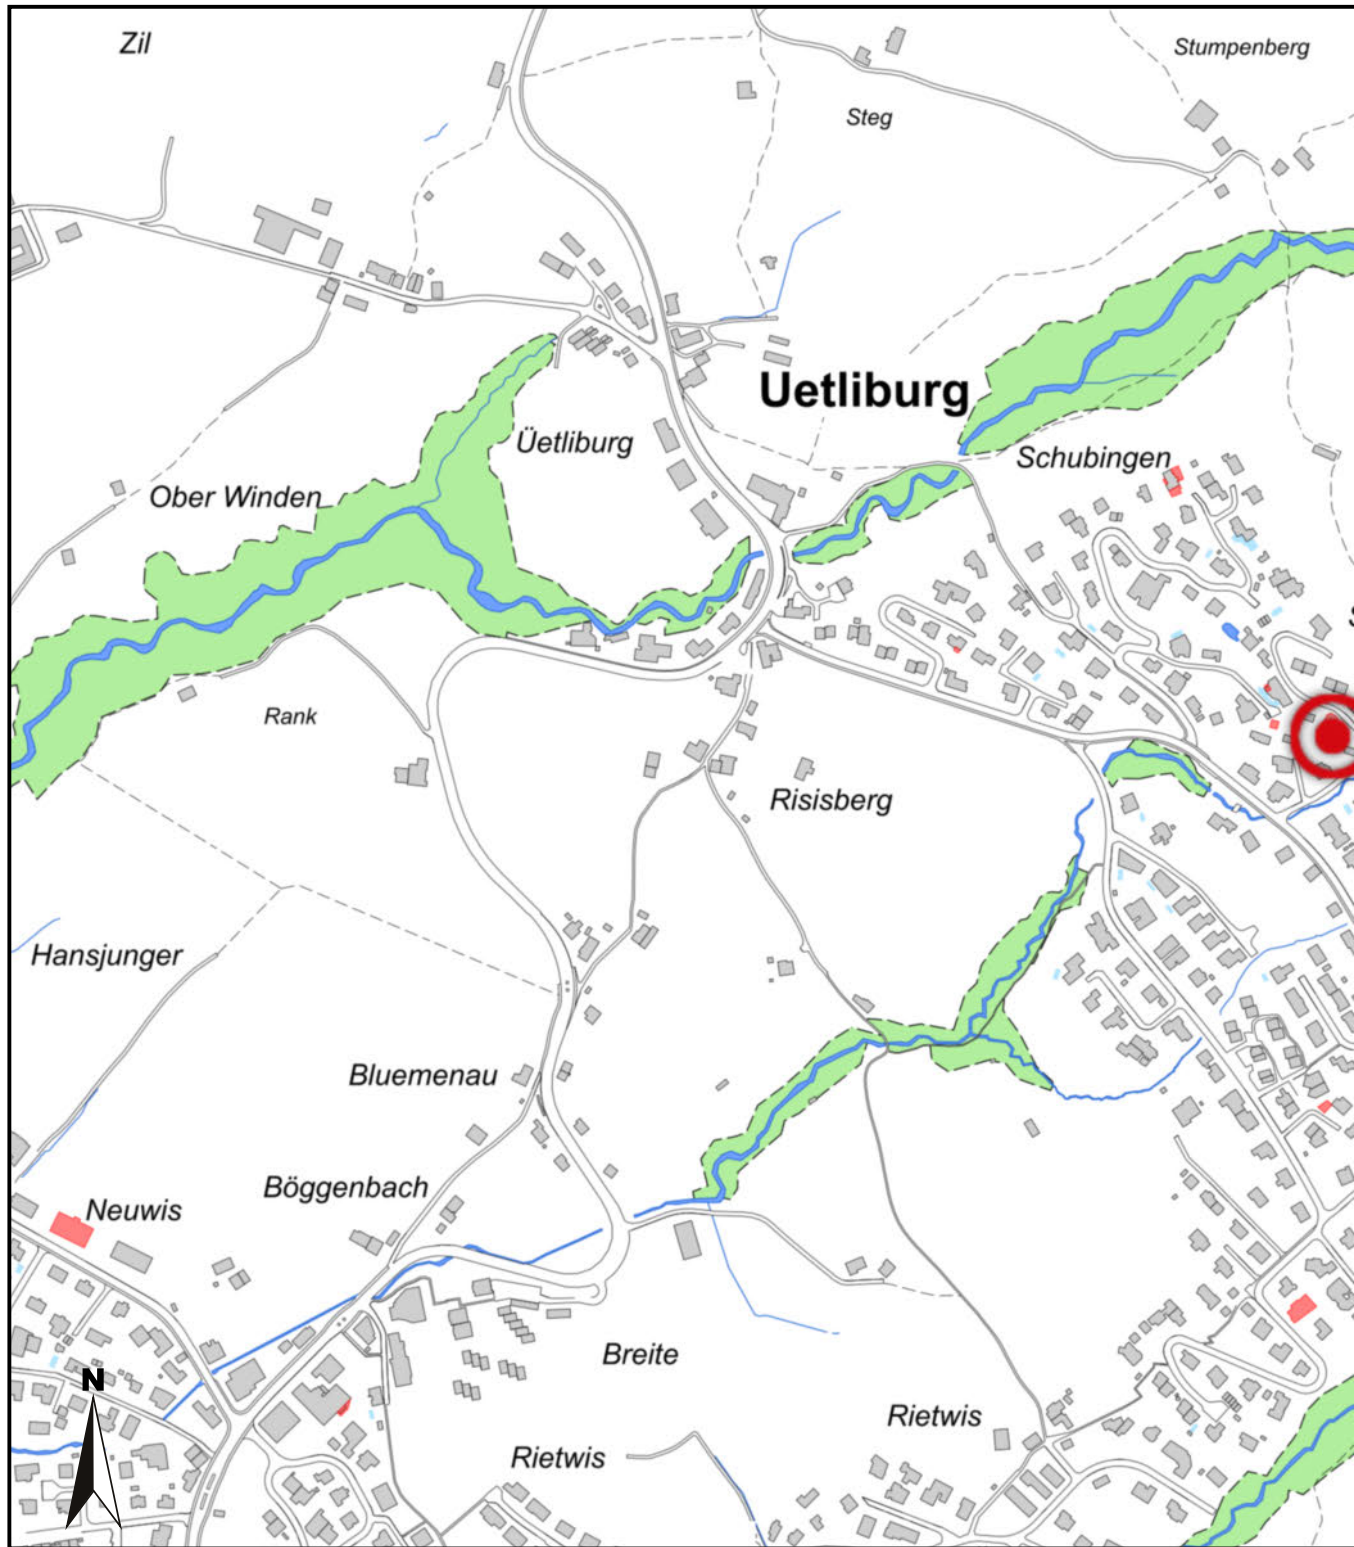 Zil
Stumpenberg
Steg
Uetliburg
Üetliburg
Schubingen
Ober Winden
Rank
Risisberg
Hansjunger
Bluemenau
Böggenbach
Neuwis
Breite
N
Rietwis
Rietwis